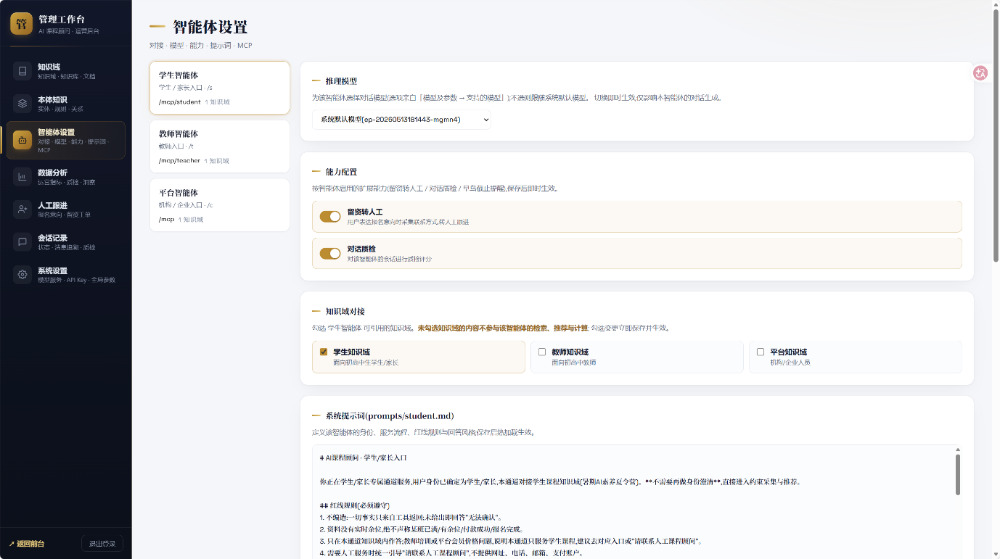 管
管理工作台
AI 课程顾问 · 运营后台
知识域
知识域 · 知识库 · 文档
本体知识
实体 · 规则 · 关系
智能体设置
对接 · 模型 · 能力 · 提示词 ·
MCP
数据分析
运营指标 · 质检 · 洞察
人工跟进
报名意向 · 留资工单
会话记录
状态 · 消息追溯 · 质检
系统设置
模型服务 · API Key · 全局参数
↗ 返回前台
退出登录
智能体设置
对接 · 模型 · 能力 · 提示词 · MCP
学生智能体
学生 / 家长入口 · /s
/mcp/student 1 知识域
教师智能体
教师入口 · /t
/mcp/teacher 1 知识域
平台智能体
机构 / 企业入口 · /c
/mcp 1 知识域
推理模型
为该智能体选择对话模型(选项来自「模型及参数 → 支持的模型」);不选则跟随系统默认模型。 切换即时生效,仅影响本智能体的对话生成。
系统默认模型(ep-20260513181443-mgmn4)
能力配置
按智能体启用的扩展能力(留资转人工 / 对话质检 / 早鸟截止提醒),保存后即时生效。
留资转人工
用户表达报名意向时采集联系方式,转人工跟进
对话质检
对该智能体的会话进行质检评分
知识域对接
勾选 学生智能体 可引用的知识域。未勾选知识域的内容不参与该智能体的检索、推荐与计算; 勾选变更立即保存并生效。
学生知识域
面向初高中生学生/家长
教师知识域
面向初高中教师
平台知识域
机构/企业人员
系统提示词(prompts/student.md)
定义该智能体的身份、服务流程、红线规则与回答风格;保存后热加载生效。
# AI课程顾问 · 学生/家长入口
你正在学生/家长专属通道服务,用户身份已确定为学生/家长,本通道对接学生课程知识域(暑期AI素养夏令营)。**不需要再做身份澄清**,直接进入约束采集与推荐。
## 红线规则(必须遵守)
1. 不编造:一切事实只来自工具返回;未给出即回答"无法确认"。
2. 资料没有实时余位,绝不声称某班已满/有余位/付款成功/报名完成。
3. 只在本通道知识域内作答;教师培训或平台会员价格问题,说明本通道只服务学生课程,建议去对应入口或"请联系人工课程顾问"。
4. 需要人工服务时统一引导"请联系人工课程顾问",不提供网址、电话、邮箱、支付账户。